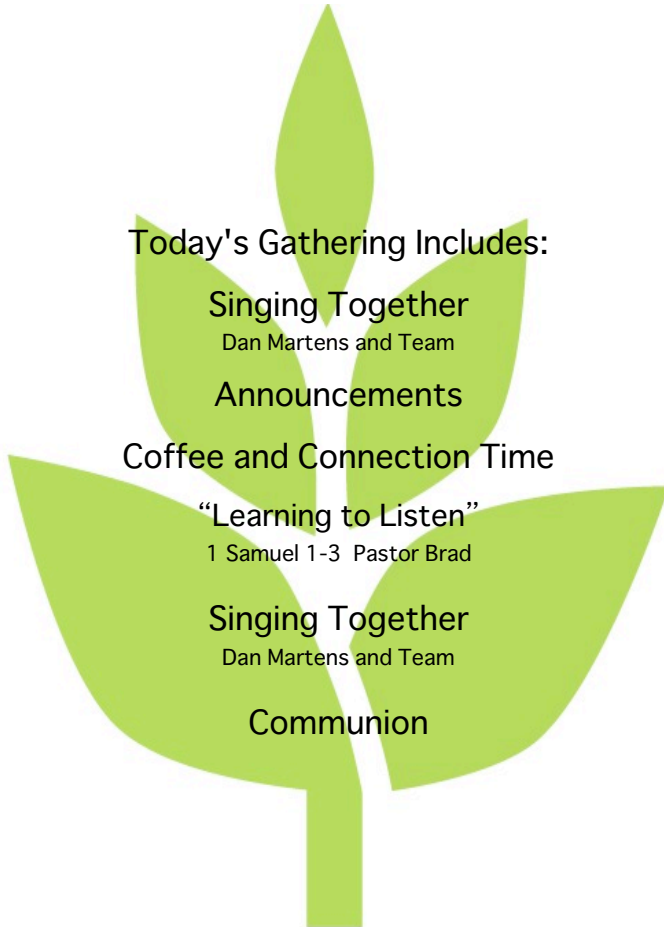 Today's Gathering Includes:
Singing Together
Dan Martens and Team
Announcements
Coffee and Connection Time
“Learning to Listen”
1 Samuel 1-3  Pastor Brad
Singing Together
Dan Martens and Team
Communion